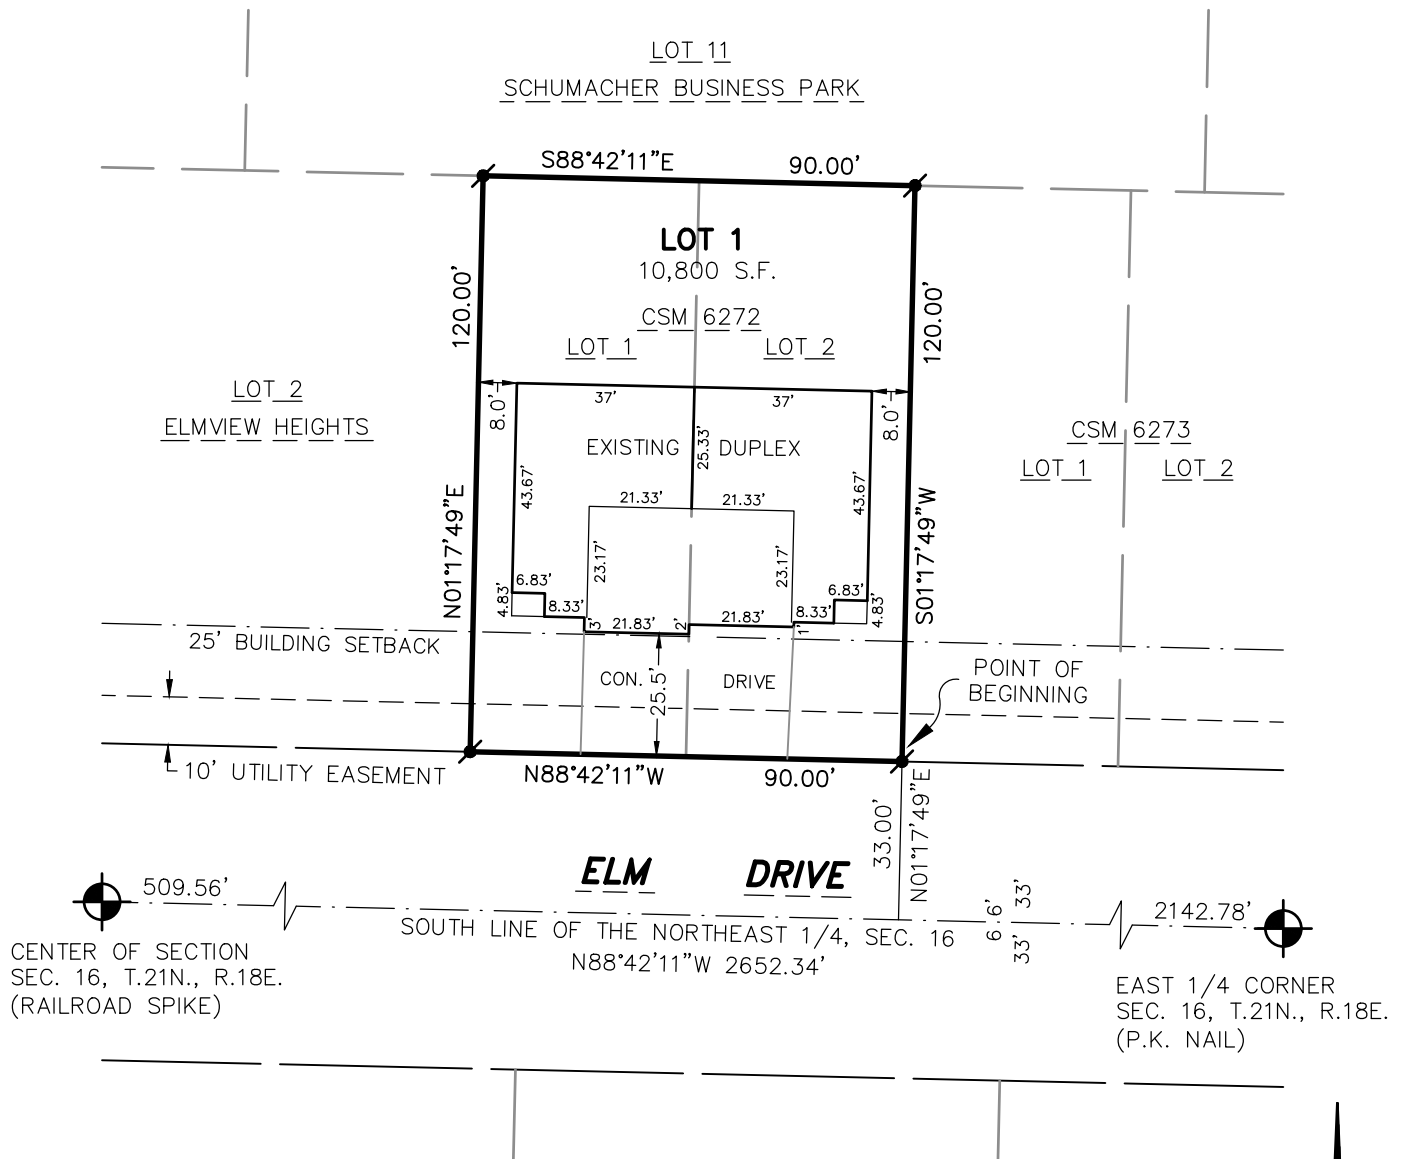 LOT 11
SCHUMACHER BUSINESS PARK
S88°42'11"E 90.00'
LOT 1
10,800 S.F.
120.00'
120.00'
CSM 6272
LOT 1 LOT 2
LOT 2
ELMVIEW HEIGHTS
8.0'
37' 37'
8.0'
EXISTING DUPLEX
25.33'
CSM 6273
LOT 1 LOT 2
43.67'
43.67'
21.33' 21.33'
N01°17'49"E
S01°17'49"W
23.17'
23.17'
6.83'
6.83'
4.83'
8.33'
8.33'
4.83'
3'
21.83'
2'
21.83'
1'
25' BUILDING SETBACK
CON. DRIVE
25.5'
POINT OF
BEGINNING
10' UTILITY EASEMENT
N88°42'11"W 90.00'
33.00'
N01°17'49"E
ELM DRIVE
509.56'
6.6'
33'
33'
2142.78'
SOUTH LINE OF THE NORTHEAST 1/4, SEC. 16
N88°42'11"W 2652.34'
CENTER OF SECTION
SEC. 16, T.21N., R.18E.
(RAILROAD SPIKE)
EAST 1/4 CORNER
SEC. 16, T.21N., R.18E.
(P.K. NAIL)